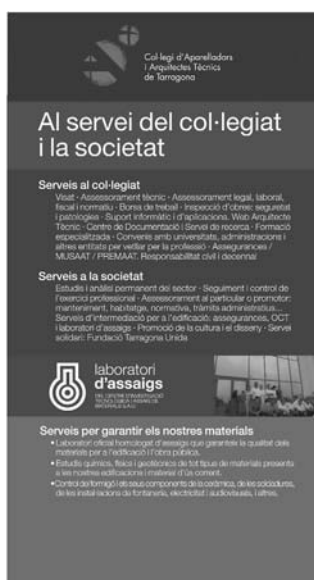 Col·legi d'Aparelladors
i Arquitectes Tècnics
de Tarragona
Al servei del col·legiat
i la societat
Serveis al col·legiat
Visat · Assessorament tècnic · Assessorament legal, laboral,
fiscal i normatiu · Borsa de treball · Inspecció d'obres: seguretat
i patologies · Suport informàtic i d'aplicacions. Web Arquitecte
Tècnic · Centre de Documentació i Servei de recerca · Formació
especialitzada · Convenis amb universitats, administracions i
altres entitats per vetllar per la professió · Assegurances /
MUSAAT / PREMAAT. Responsabilitat civil i decennal
Serveis a la societat
Estudis i anàlisi permanent del sector · Seguiment i control de
l'exercici professional · Assessorament al particular o promotor:
manteniment, habitatge, normativa, tràmits administratius...
Serveis d'intermediació per a l'edificació: assegurances, OCT
i laboratori d'assaigs · Promoció de la cultura i el disseny · Servei
solidari: Fundació Tarragona Unida
laboratori
d'assaigs
DEL CENTRE D'INVESTIGACIÓ
TECNOLÒGICA I ASSAIG DE
MATERIALS
Serveis per garantir els nostres materials
• Laboratori oficial homologat d'assaigs que garanteix la qualitat dels
materials per a l'edificació i l'obra pública.
• Estudis químics, físics i geotècnics de tot tipus de materials presents
a les nostres edificacions i material d'ús corrent.
• Control de formigó i els seus components de la ceràmica, de les soldadures,
de les instal·lacions de fontaneria, electricitat i audiovisuals, i altres.